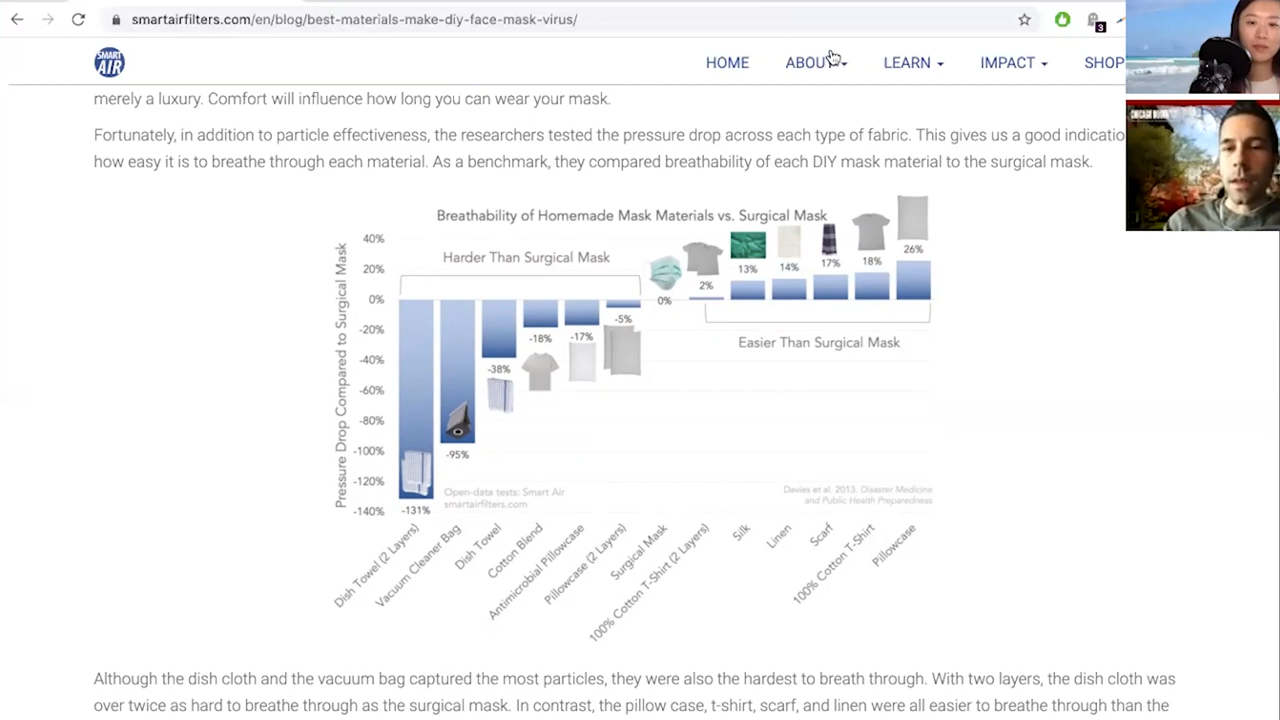 smartairfilters.com/en/blog/best-materials-make-diy-face-mask-virus/
3
SMART AIR
HOME ABOUT LEARN IMPACT SHOP
CHICAGO BOOTH
merely a luxury. Comfort will influence how long you can wear your mask.
Fortunately, in addition to particle effectiveness, the researchers tested the pressure drop across each type of fabric. This gives us a good indicatio
how easy it is to breathe through each material. As a benchmark, they compared breathability of each DIY mask material to the surgical mask.
Breathability of Homemade Mask Materials vs. Surgical Mask
Pressure Drop Compared to Surgical Mask
40%
20%
0%
-20%
-40%
-60%
-80%
-100%
-120%
-140%
Harder Than Surgical Mask
Easier Than Surgical Mask
-131%
-95%
-38%
-18%
-17%
-5%
0%
2%
13%
14%
17%
18%
26%
Open-data tests: Smart Air
smartairfilters.com
Davies et al. 2013. Disaster Medicine
and Public Health Preparedness
Dish Towel (2 Layers)
Vacuum Cleaner Bag
Dish Towel
Cotton Blend
Antimicrobial Pillowcase
Pillowcase (2 Layers)
Surgical Mask
100% Cotton T-Shirt (2 Layers)
Silk
Linen
Scarf
100% Cotton T-Shirt
Pillowcase
Although the dish cloth and the vacuum bag captured the most particles, they were also the hardest to breath through. With two layers, the dish cloth was
over twice as hard to breathe through as the surgical mask. In contrast, the pillow case, t-shirt, scarf, and linen were all easier to breathe through than the